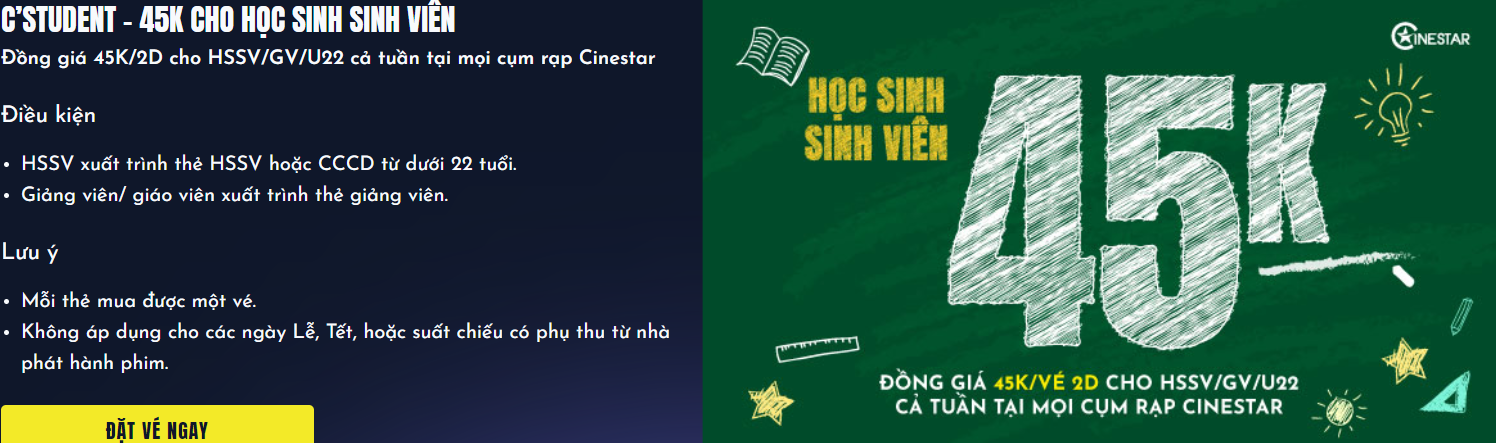 C'STUDENT - 45K CHO HỌC SINH SINH VIÊN
Đồng giá 45K/2D cho HSSV/GV/U22 cả tuần tại mọi cụm rạp Cinestar
Điều kiện
• HSSV xuất trình thẻ HSSV hoặc CCCD từ dưới 22 tuổi.
• Giảng viên/ giáo viên xuất trình thẻ giảng viên.
Lưu ý
• Mỗi thẻ mua được một vé.
• Không áp dụng cho các ngày Lễ, Tết, hoặc suất chiếu có phụ thu từ nhà
phát hành phim.
ĐẶT VÉ NGAY
CINESTAR
HỌC SINH
SINH VIÊN
45K
ĐỒNG GIÁ 45K/VÉ 2D CHO HSSV/GV/U22
CẢ TUẦN TẠI MỌI CỤM RẠP CINESTAR